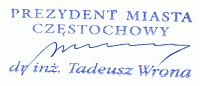 PREZYDENT MIASTA
CZĘSTOCHOWY
dr inż. Tadeusz Wrona